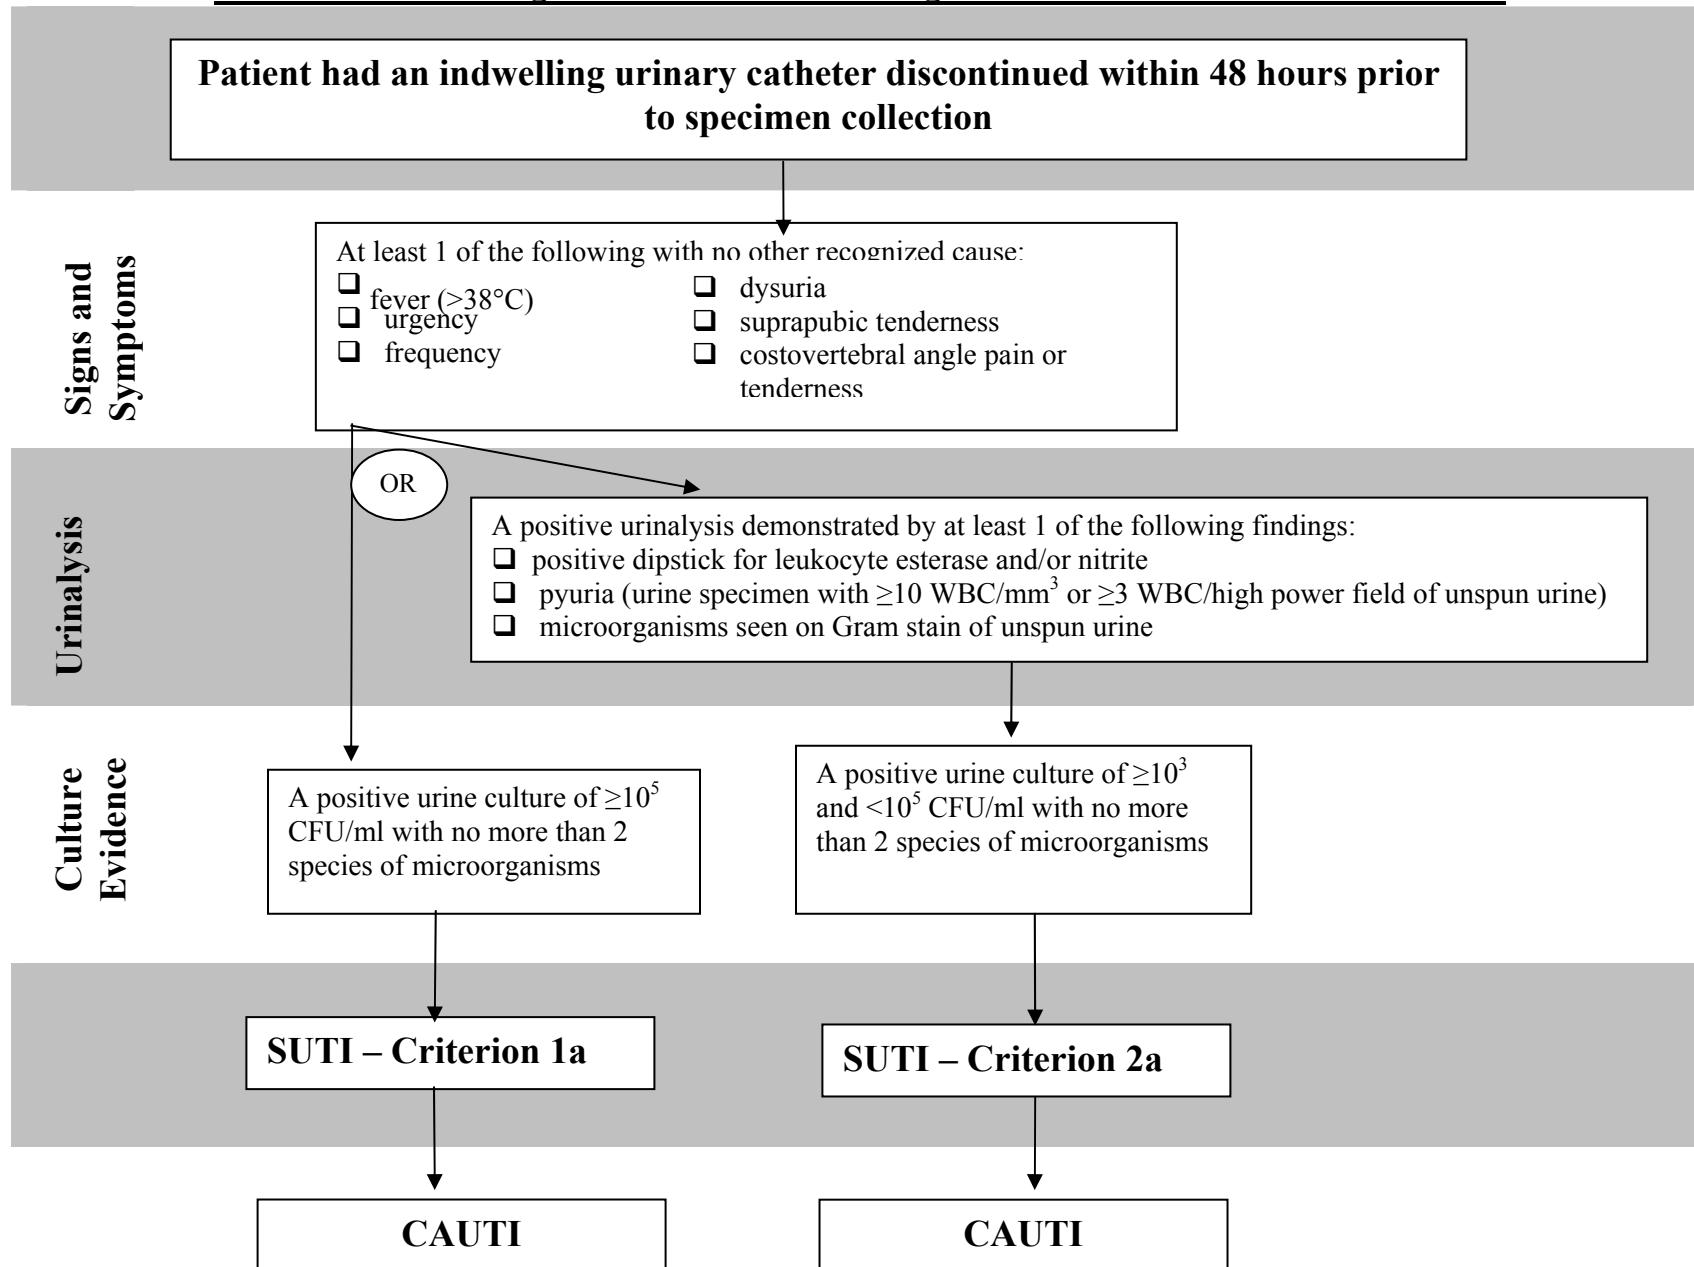 Patient had an indwelling urinary catheter discontinued within 48 hours prior
to specimen collection
Signs and
Symptoms
At least 1 of the following with no other recognized cause:
❑ fever (>38°C)
❑ urgency
❑ frequency
❑ dysuria
❑ suprapubic tenderness
❑ costovertebral angle pain or
tenderness
OR
Urinalysis
A positive urinalysis demonstrated by at least 1 of the following findings:
❑ positive dipstick for leukocyte esterase and/or nitrite
❑ pyuria (urine specimen with ≥10 WBC/mm³ or ≥3 WBC/high power field of unspun urine)
❑ microorganisms seen on Gram stain of unspun urine
Culture
Evidence
A positive urine culture of ≥10⁵
CFU/ml with no more than 2
species of microorganisms
A positive urine culture of ≥10³
and <10⁵ CFU/ml with no more
than 2 species of microorganisms
SUTI – Criterion 1a
SUTI – Criterion 2a
CAUTI
CAUTI